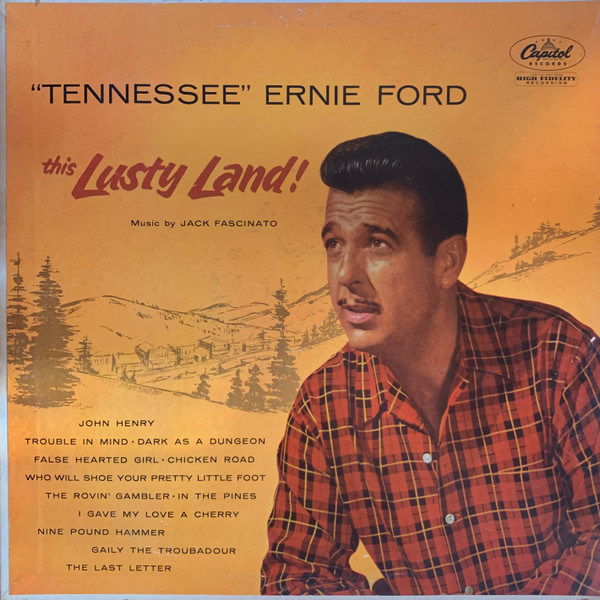 Capitol
RECORDS
HIGH FIDELITY
RECORDING
"TENNESSEE" ERNIE FORD
this Lusty Land!
Music by JACK FASCINATO
JOHN HENRY
TROUBLE IN MIND · DARK AS A DUNGEON
FALSE HEARTED GIRL · CHICKEN ROAD
WHO WILL SHOE YOUR PRETTY LITTLE FOOT
THE ROVIN' GAMBLER · IN THE PINES
I GAVE MY LOVE A CHERRY
NINE POUND HAMMER
GAILY THE TROUBADOUR
THE LAST LETTER